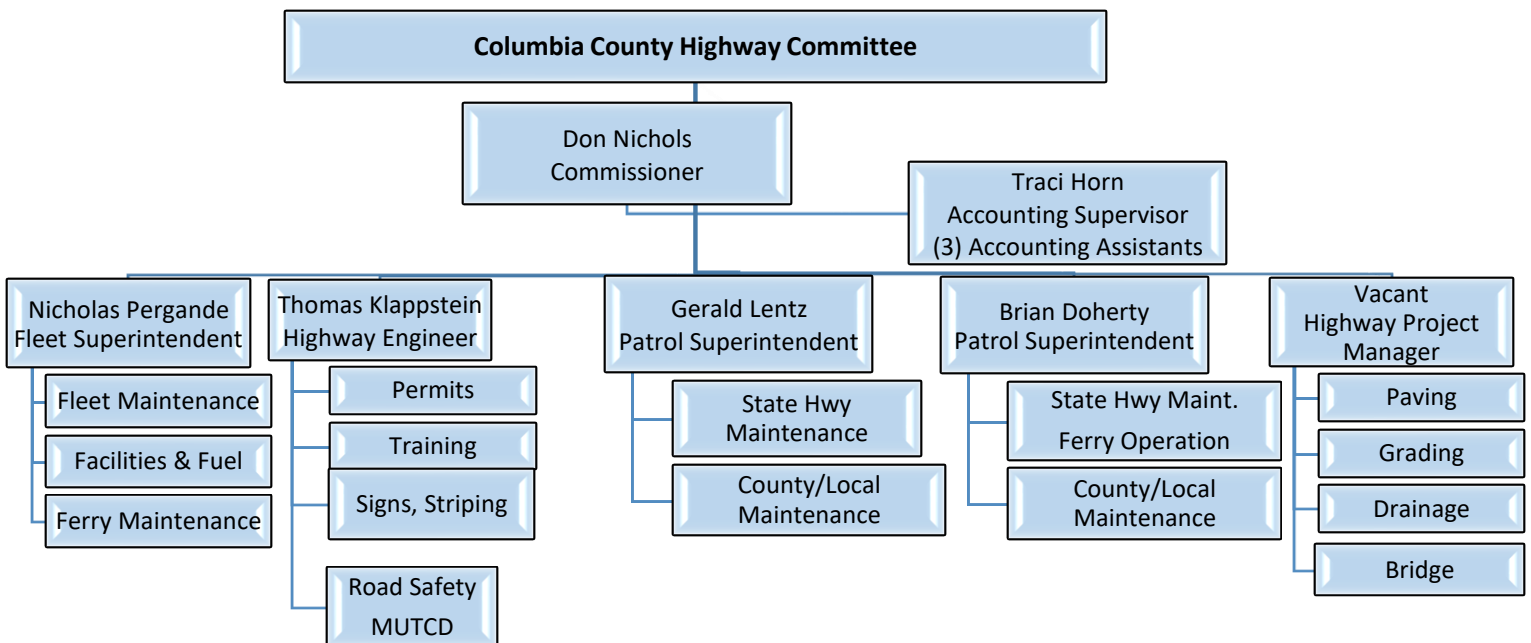 Columbia County Highway Committee
Don Nichols
Commissioner
Traci Horn
Accounting Supervisor
(3) Accounting Assistants
Nicholas Pergande
Fleet Superintendent
Fleet Maintenance
Facilities & Fuel
Ferry Maintenance
Thomas Klappstein
Highway Engineer
Permits
Training
Signs, Striping
Road Safety
MUTCD
Gerald Lentz
Patrol Superintendent
State Hwy
Maintenance
County/Local
Maintenance
Brian Doherty
Patrol Superintendent
State Hwy Maint.
Ferry Operation
County/Local
Maintenance
Vacant
Highway Project
Manager
Paving
Grading
Drainage
Bridge